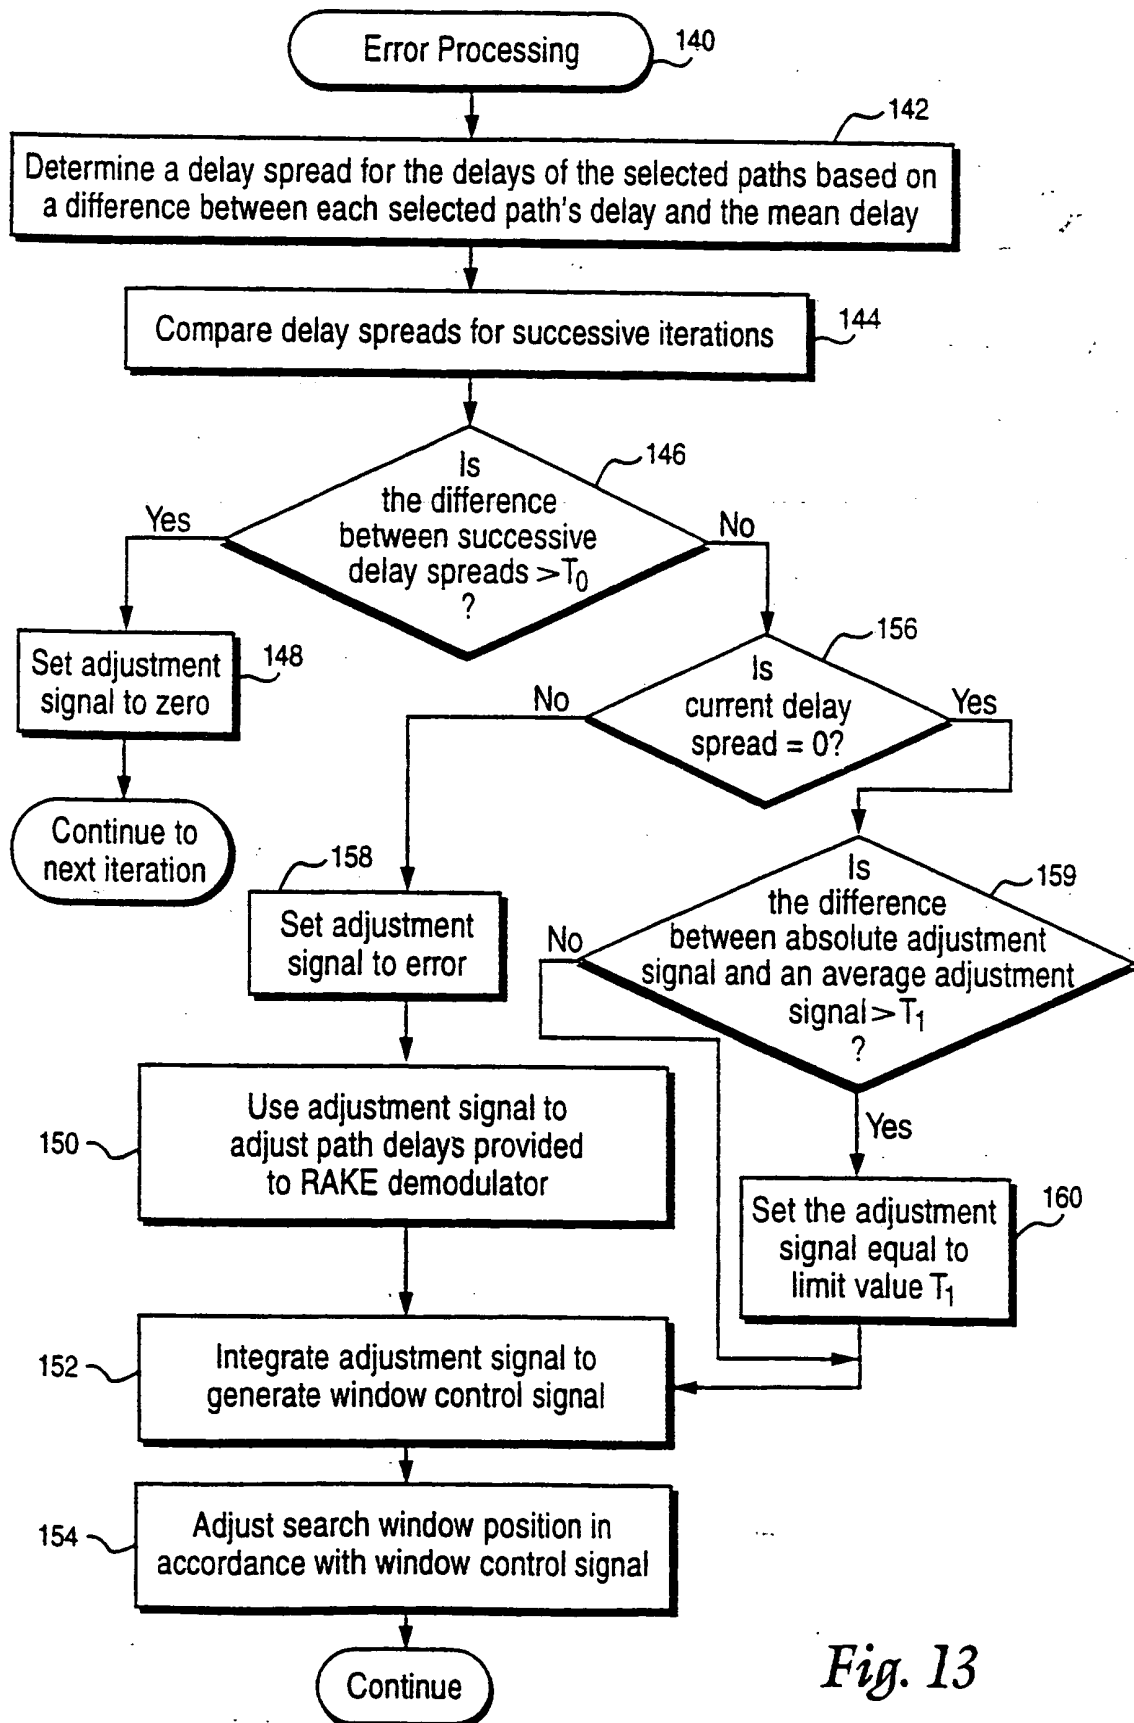 Error Processing
140
142
Determine a delay spread for the delays of the selected paths based on
a difference between each selected path's delay and the mean delay
Compare delay spreads for successive iterations
144
Is
the difference
between successive
delay spreads >T0
?
146
Yes
No
Set adjustment
signal to zero
148
Continue to
next iteration
156
Is
current delay
spread = 0?
No
Yes
158
Set adjustment
signal to error
159
Is
the difference
between absolute adjustment
signal and an average adjustment
signal>T1
?
No
Yes
150
Use adjustment signal to
adjust path delays provided
to RAKE demodulator
160
Set the adjustment
signal equal to
limit value T1
152
Integrate adjustment signal to
generate window control signal
154
Adjust search window position in
accordance with window control signal
Continue
Fig. 13